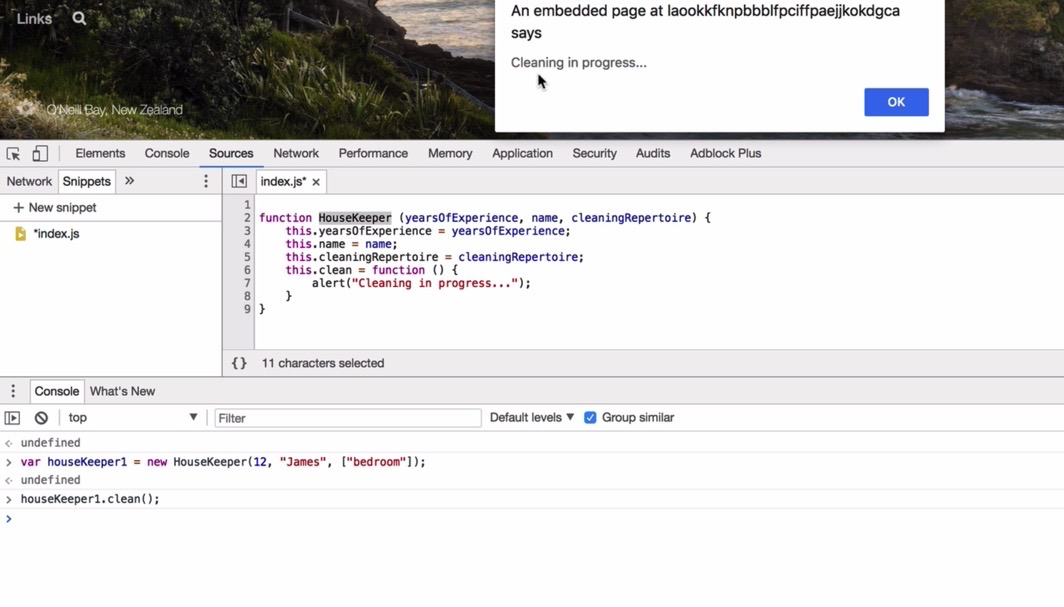 Links
An embedded page at laookkfknpbbblfpciffpaejjkokdgca
says
Cleaning in progress...
OK
O'Neill Bay, New Zealand
Elements Console Sources Network Performance Memory Application Security Audits Adblock Plus
Network Snippets » index.js* ×
+ New snippet
*index.js
1
2 function HouseKeeper (yearsOfExperience, name, cleaningRepertoire) {
3 this.yearsOfExperience = yearsOfExperience;
4 this.name = name;
5 this.cleaningRepertoire = cleaningRepertoire;
6 this.clean = function () {
7 alert("Cleaning in progress...");
8 }
9 }
{} 11 characters selected
Console What's New
top Filter Default levels Group similar
undefined
var houseKeeper1 = new HouseKeeper(12, "James", ["bedroom"]);
undefined
houseKeeper1.clean();